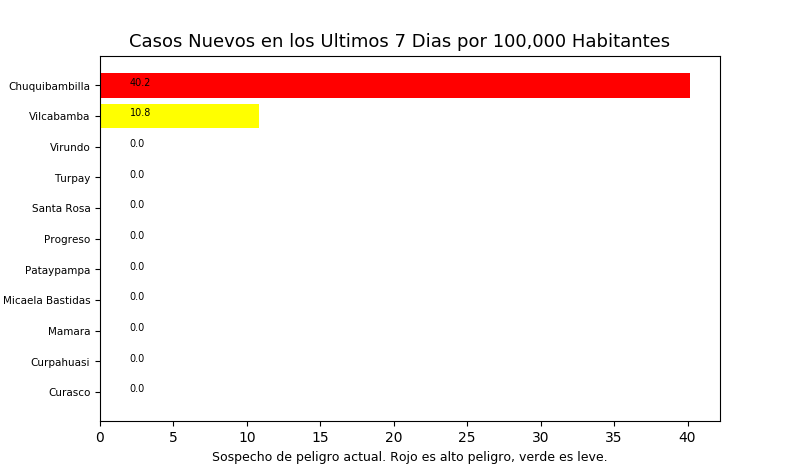 Casos Nuevos en los Ultimos 7 Dias por 100,000 Habitantes
Chuquibambilla 40.2
Vilcabamba 10.8
Virundo 0.0
Turpay 0.0
Santa Rosa 0.0
Progreso 0.0
Pataypampa 0.0
Micaela Bastidas 0.0
Mamara 0.0
Curpahuasi 0.0
Curasco 0.0
0 5 10 15 20 25 30 35 40
Sospecho de peligro actual. Rojo es alto peligro, verde es leve.